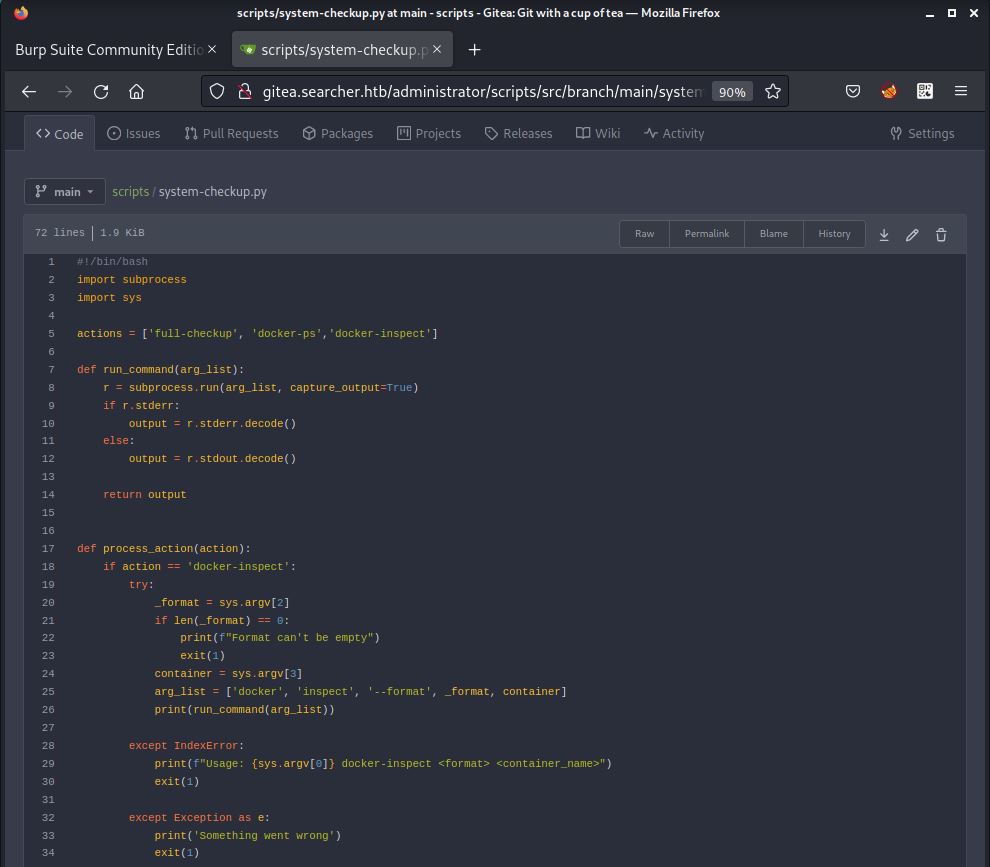 scripts/system-checkup.py at main - scripts - Gitea: Git with a cup of tea — Mozilla Firefox
Burp Suite Community Editio
scripts/system-checkup.p
gitea.searcher.htb/administrator/scripts/src/branch/main/system
90%
Code Issues Pull Requests Packages Projects Releases Wiki Activity Settings
main scripts / system-checkup.py
72 lines | 1.9 KiB Raw Permalink Blame History
1 #!/bin/bash
2 import subprocess
3 import sys
4
5 actions = ['full-checkup', 'docker-ps','docker-inspect']
6
7 def run_command(arg_list):
8     r = subprocess.run(arg_list, capture_output=True)
9     if r.stderr:
10         output = r.stderr.decode()
11     else:
12         output = r.stdout.decode()
13
14     return output
15
16
17 def process_action(action):
18     if action == 'docker-inspect':
19         try:
20             _format = sys.argv[2]
21             if len(_format) == 0:
22                 print(f"Format can't be empty")
23                 exit(1)
24             container = sys.argv[3]
25             arg_list = ['docker', 'inspect', '--format', _format, container]
26             print(run_command(arg_list))
27
28         except IndexError:
29             print(f"Usage: {sys.argv[0]} docker-inspect <format> <container_name>")
30             exit(1)
31
32         except Exception as e:
33             print('Something went wrong')
34             exit(1)